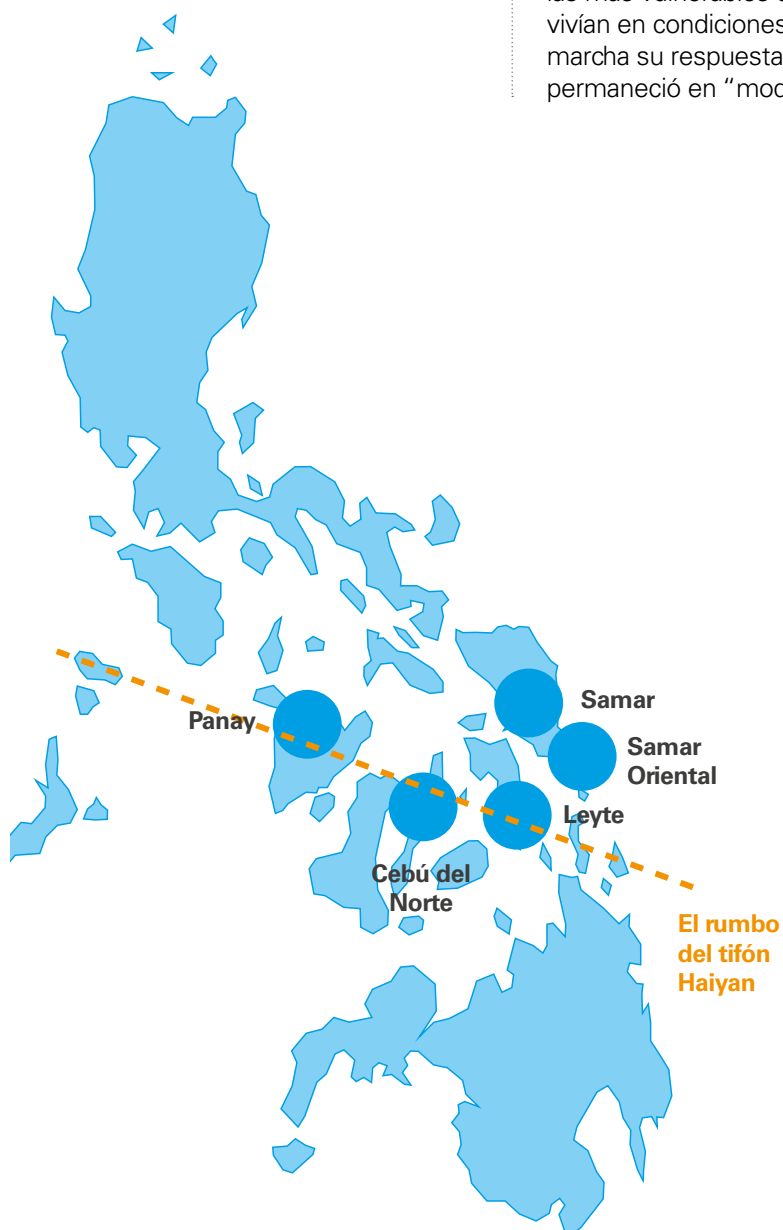 vivían en condiciones
marcha su respuesta
permaneció en “mod
Samar
Samar
Oriental
Panay
Leyte
Cebú del
Norte
El rumbo
del tifón
Haiyan